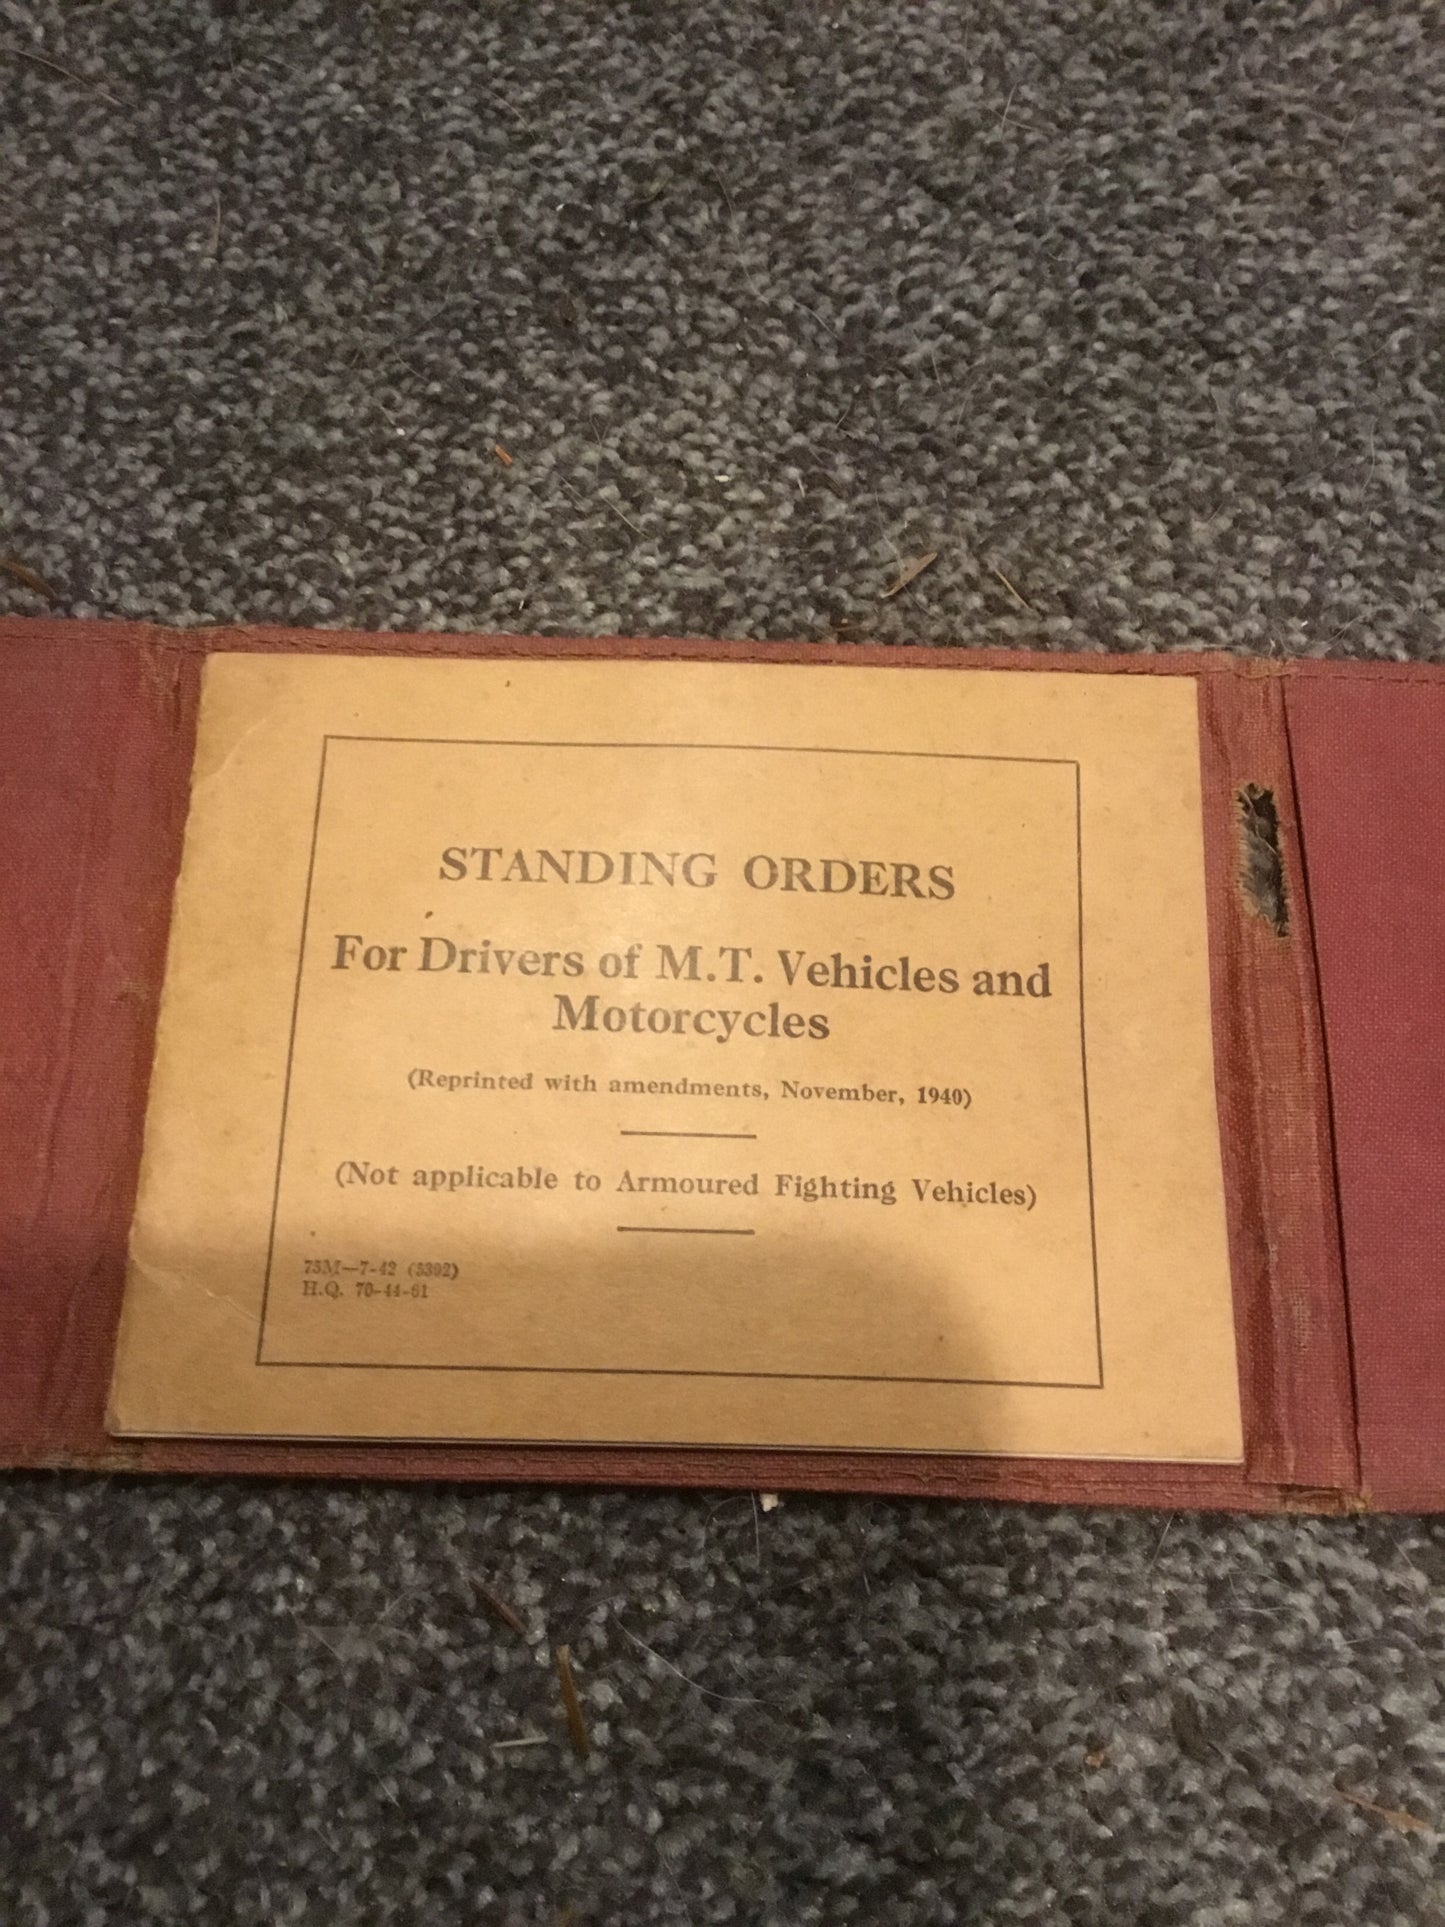 STANDING ORDERS
For Drivers of M.T. Vehicles and
Motorcycles
(Reprinted with amendments, November, 1940)
(Not applicable to Armoured Fighting Vehicles)
75M—7-42 (5392)
H.Q. 70-44-61